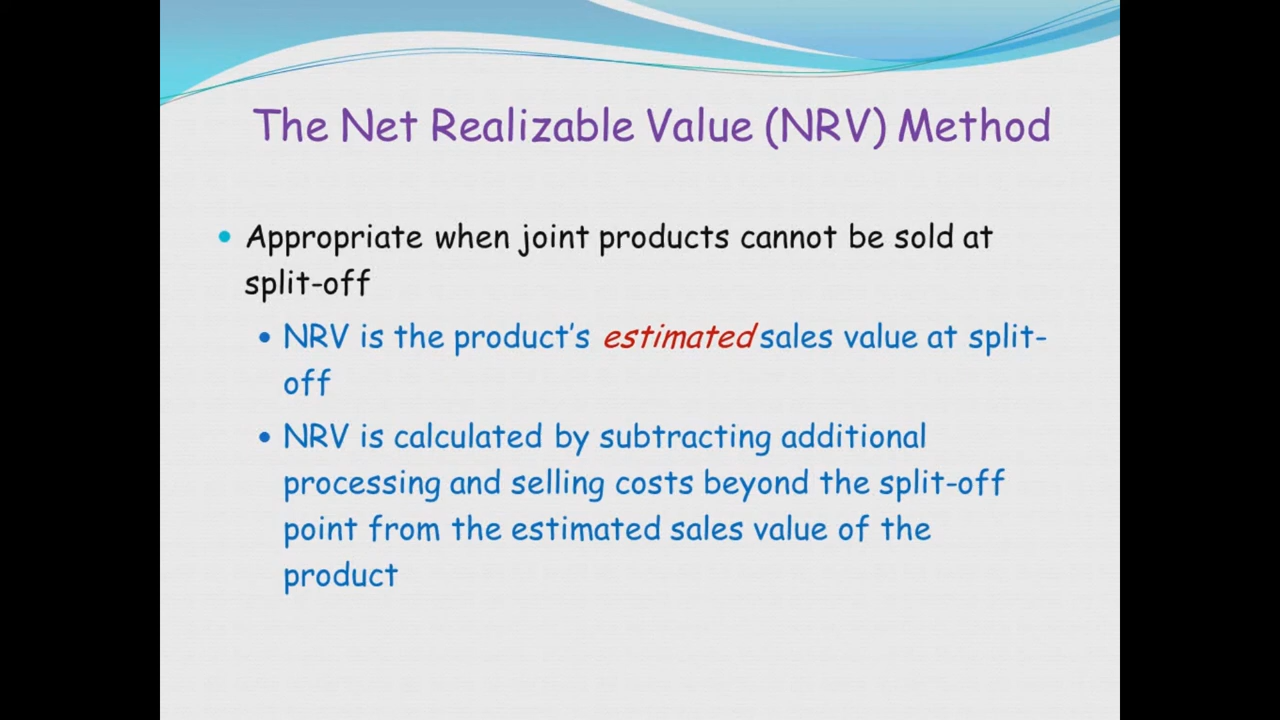 The Net Realizable Value (NRV) Method
Appropriate when joint products cannot be sold at
split-off
NRV is the product's estimated sales value at split-
off
NRV is calculated by subtracting additional
processing and selling costs beyond the split-off
point from the estimated sales value of the
product